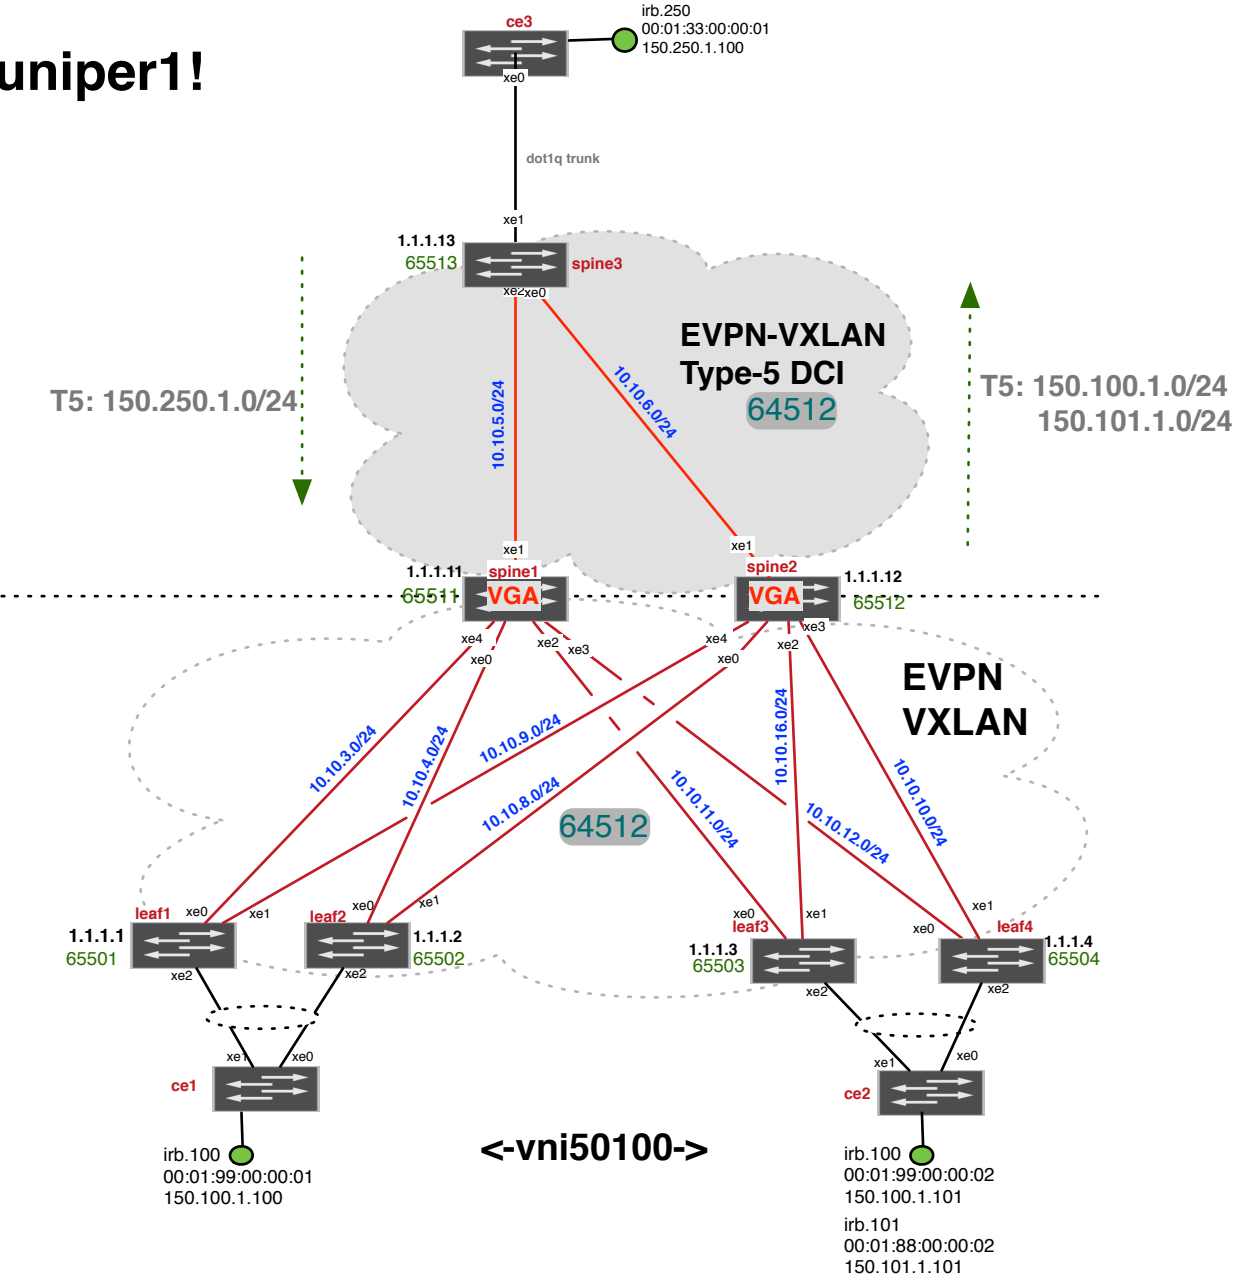 irb.250
00:01:33:00:00:01
150.250.1.100
ce3
uniper1!
xe0
dot1q trunk
xe1
1.1.1.13
65513
spine3
xe2
xe0
EVPN-VXLAN
Type-5 DCI
64512
T5: 150.250.1.0/24
T5: 150.100.1.0/24
150.101.1.0/24
10.10.5.0/24
10.10.6.0/24
xe1
xe1
1.1.1.11
65511
spine1
VGA
spine2
VGA
1.1.1.12
65512
xe4
xe0
xe2
xe3
xe4
xe0
xe2
xe3
EVPN
VXLAN
10.10.3.0/24
10.10.4.0/24
10.10.9.0/24
10.10.8.0/24
10.10.11.0/24
10.10.16.0/24
10.10.12.0/24
10.10.10.0/24
64512
leaf1
xe0
xe1
1.1.1.1
65501
xe2
leaf2
xe0
xe1
1.1.1.2
65502
xe2
xe0
leaf3
xe1
1.1.1.3
65503
xe2
xe0
xe1
leaf4
1.1.1.4
65504
xe2
xe1
xe0
ce1
xe1
xe0
ce2
<-vni50100->
irb.100
00:01:99:00:00:01
150.100.1.100
irb.100
00:01:99:00:00:02
150.100.1.101
irb.101
00:01:88:00:00:02
150.101.1.101